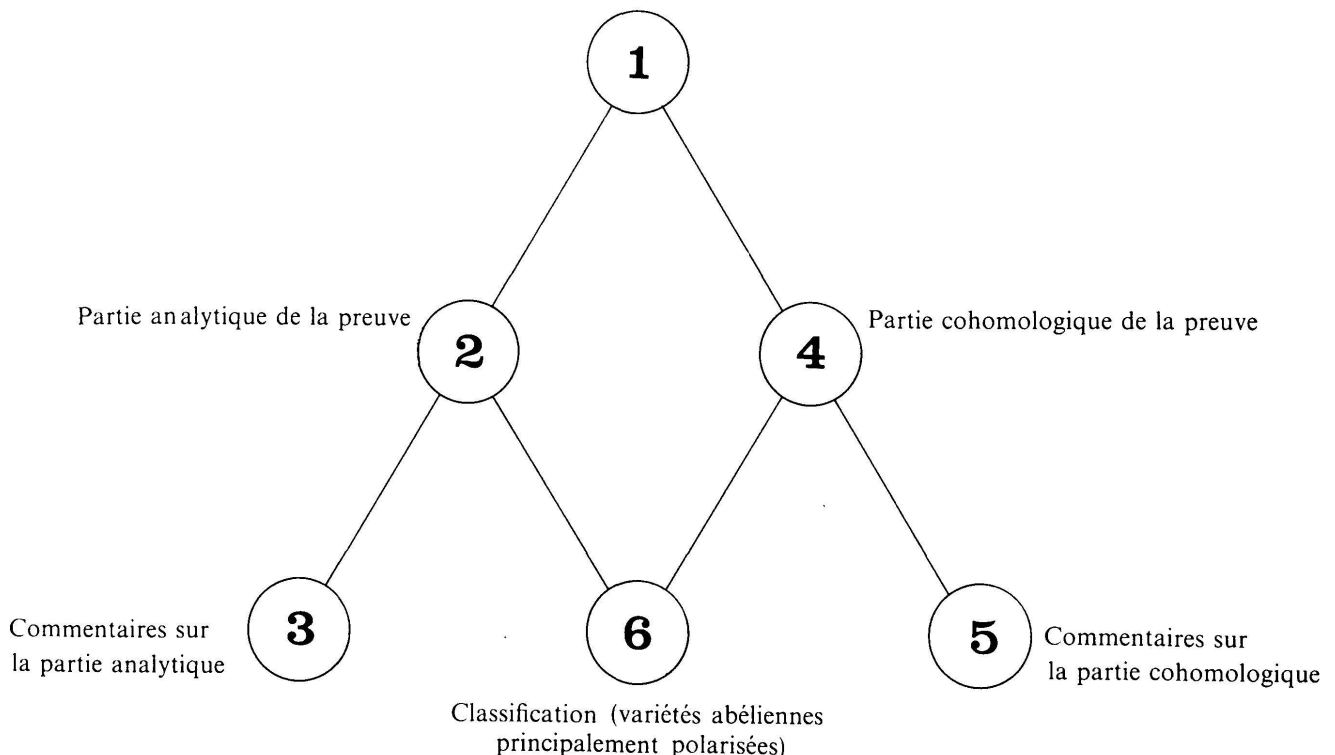 1
Partie analytique de la preuve
2
4
Partie cohomologique de la preuve
Commentaires sur
la partie analytique
3
6
5
Commentaires sur
la partie cohomologique
Classification (variétés abéliennes
principalement polarisées)